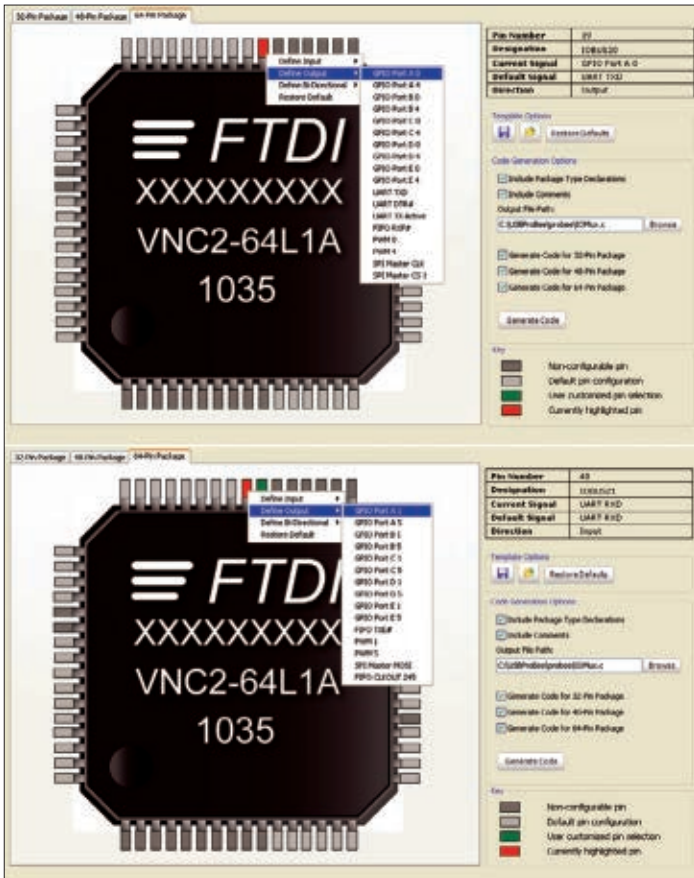 32-Pin Package 48-Pin Package 64-Pin Package
Define Input
Define Output
Define Bi-Directional
Restore Default
GPIO Port A 0
GPIO Port A 4
GPIO Port B 0
GPIO Port B 4
GPIO Port C 0
GPIO Port C 4
GPIO Port D 0
GPIO Port D 4
GPIO Port E 0
GPIO Port E 4
UART TXD
UART DTR#
UART TX Active
FIFO RXF#
PWM 0
PWM 4
SPI Master CLK
SPI Master CS 1
FTDI
XXXXXXXXX
VNC2-64L1A
1035
Pin Number 39
Designation IOBUS20
Current Signal GPIO Port A 0
Default Signal UART TXD
Direction Output
Template Options
Restore Defaults
Code Generation Options
Include Package Type Declarations
Include Comments
Output File Path:
Browse
Generate Code for 32-Pin Package
Generate Code for 48-Pin Package
Generate Code for 64-Pin Package
Generate Code
Key
Non-configurable pin
Default pin configuration
User customized pin selection
Currently highlighted pin
32-Pin Package 48-Pin Package 64-Pin Package
Define Input
Define Output
Define Bi-Directional
Restore Default
GPIO Port A 1
GPIO Port A 5
GPIO Port B 1
GPIO Port B 5
GPIO Port C 1
GPIO Port C 5
GPIO Port D 1
GPIO Port D 5
GPIO Port E 1
GPIO Port E 5
FIFO TXE#
PWM 1
PWM 5
SPI Master MOSI
FIFO CLKOUT 245
FTDI
XXXXXXXXX
VNC2-64L1A
1035
Pin Number 40
Designation IOBUS21
Current Signal UART RXD
Default Signal UART RXD
Direction Input
Template Options
Restore Defaults
Code Generation Options
Include Package Type Declarations
Include Comments
Output File Path:
Browse
Generate Code for 32-Pin Package
Generate Code for 48-Pin Package
Generate Code for 64-Pin Package
Generate Code
Key
Non-configurable pin
Default pin configuration
User customized pin selection
Currently highlighted pin